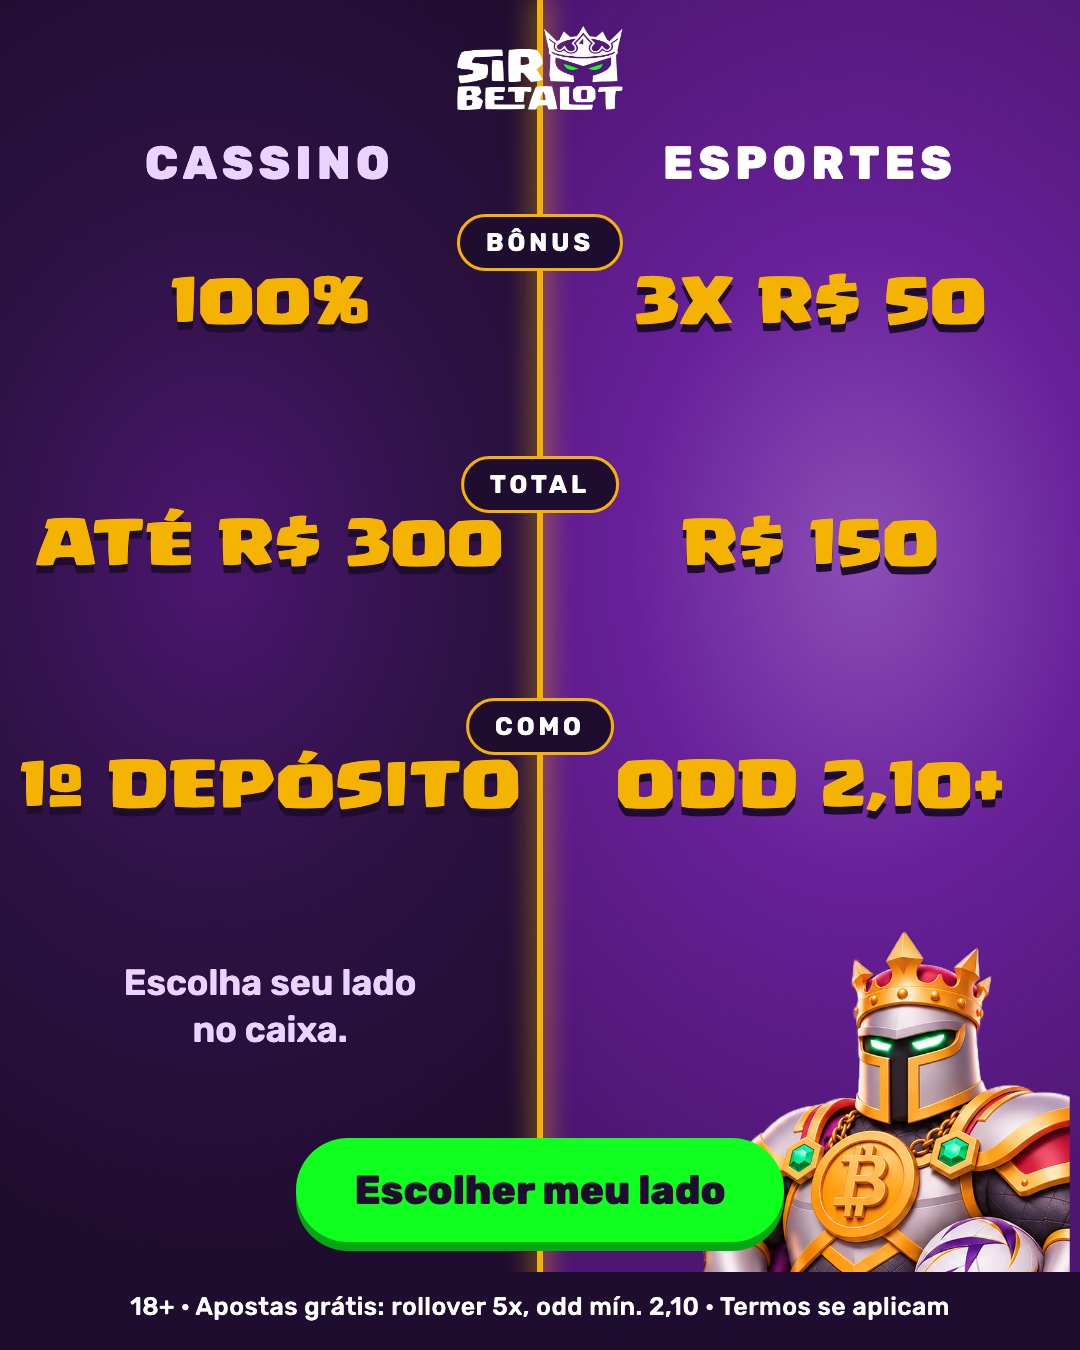 SIR
BETALOT
CASSINO
ESPORTES
BÔNUS
100%
3X R$ 50
TOTAL
ATÉ R$ 300
R$ 150
COMO
1º DEPÓSITO
ODD 2,10+
Escolha seu lado
no caixa.
Escolher meu lado
18+ • Apostas grátis: rollover 5x, odd mín. 2,10 • Termos se aplicam